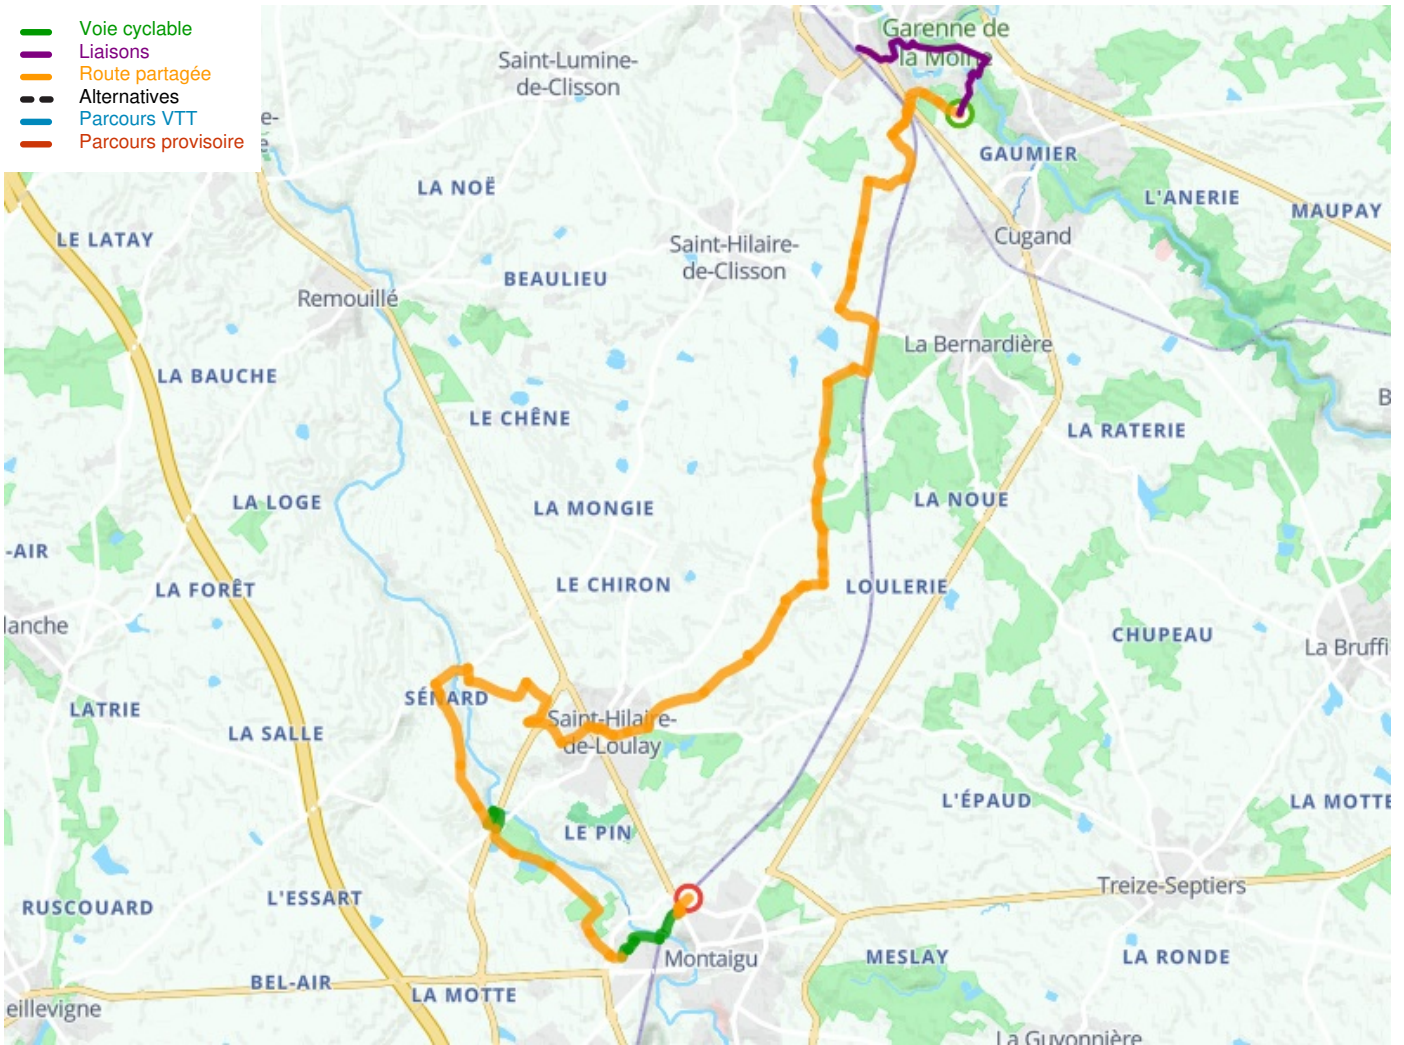 Voie cyclable
Liaisons
Route partagée
Alternatives
Parcours VTT
Parcours provisoire
Garenne de
la Moine
Saint-Lumine-
de-Clisson
e-
e
GAUMIER
LA NOË
L'ANERIE
MAUPAY
LE LATAY
Cugand
Saint-Hilaire-
de-Clisson
BEAULIEU
Remouillé
La Bernardière
LA BAUCHE
B
LE CHÊNE
LA RATERIE
LA LOGE
LA MONGIE
LA NOUE
-AIR
LA FORÊT
LE CHIRON
LOULERIE
lanche
CHUPEAU
La Bruffi
SÉNARD
LATRIE
LA SALLE
Saint-Hilaire-
de-Loulay
L'ÉPAUD
LA MOTTE
LE PIN
Treize-Septiers
L'ESSART
RUSCOUARD
Montaigu
MESLAY
LA RONDE
BEL-AIR
LA MOTTE
eillevigne
La Guyonnière